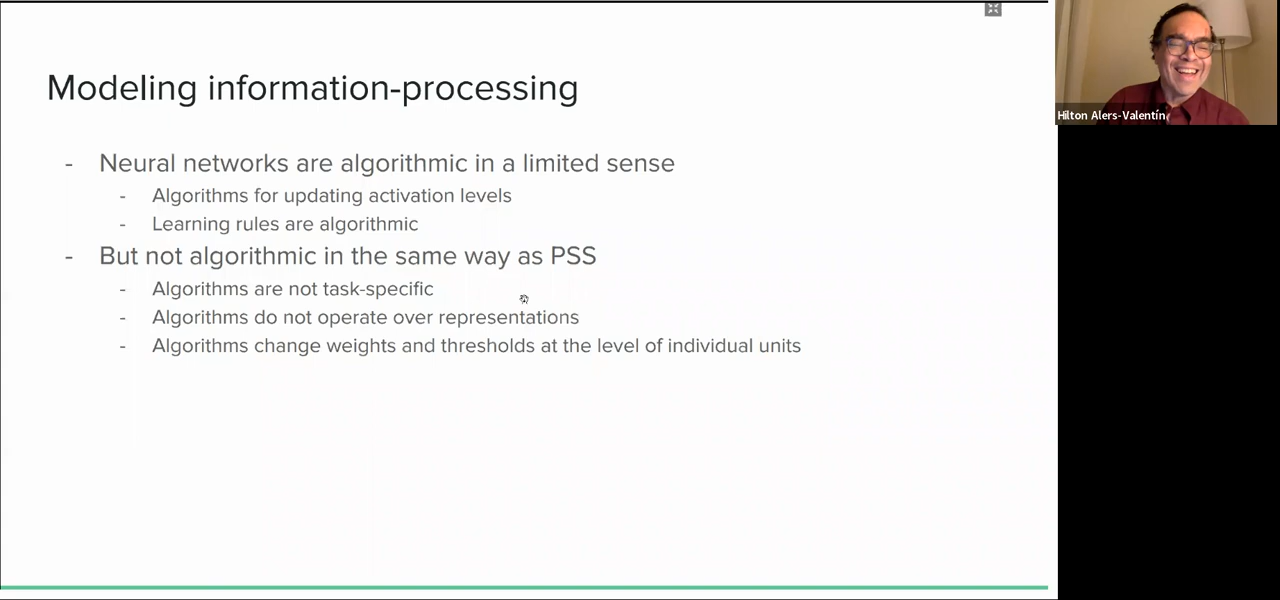 Modeling information-processing
- Neural networks are algorithmic in a limited sense
- Algorithms for updating activation levels
- Learning rules are algorithmic
- But not algorithmic in the same way as PSS
- Algorithms are not task-specific
- Algorithms do not operate over representations
- Algorithms change weights and thresholds at the level of individual units
Hilton Alers-Valentín